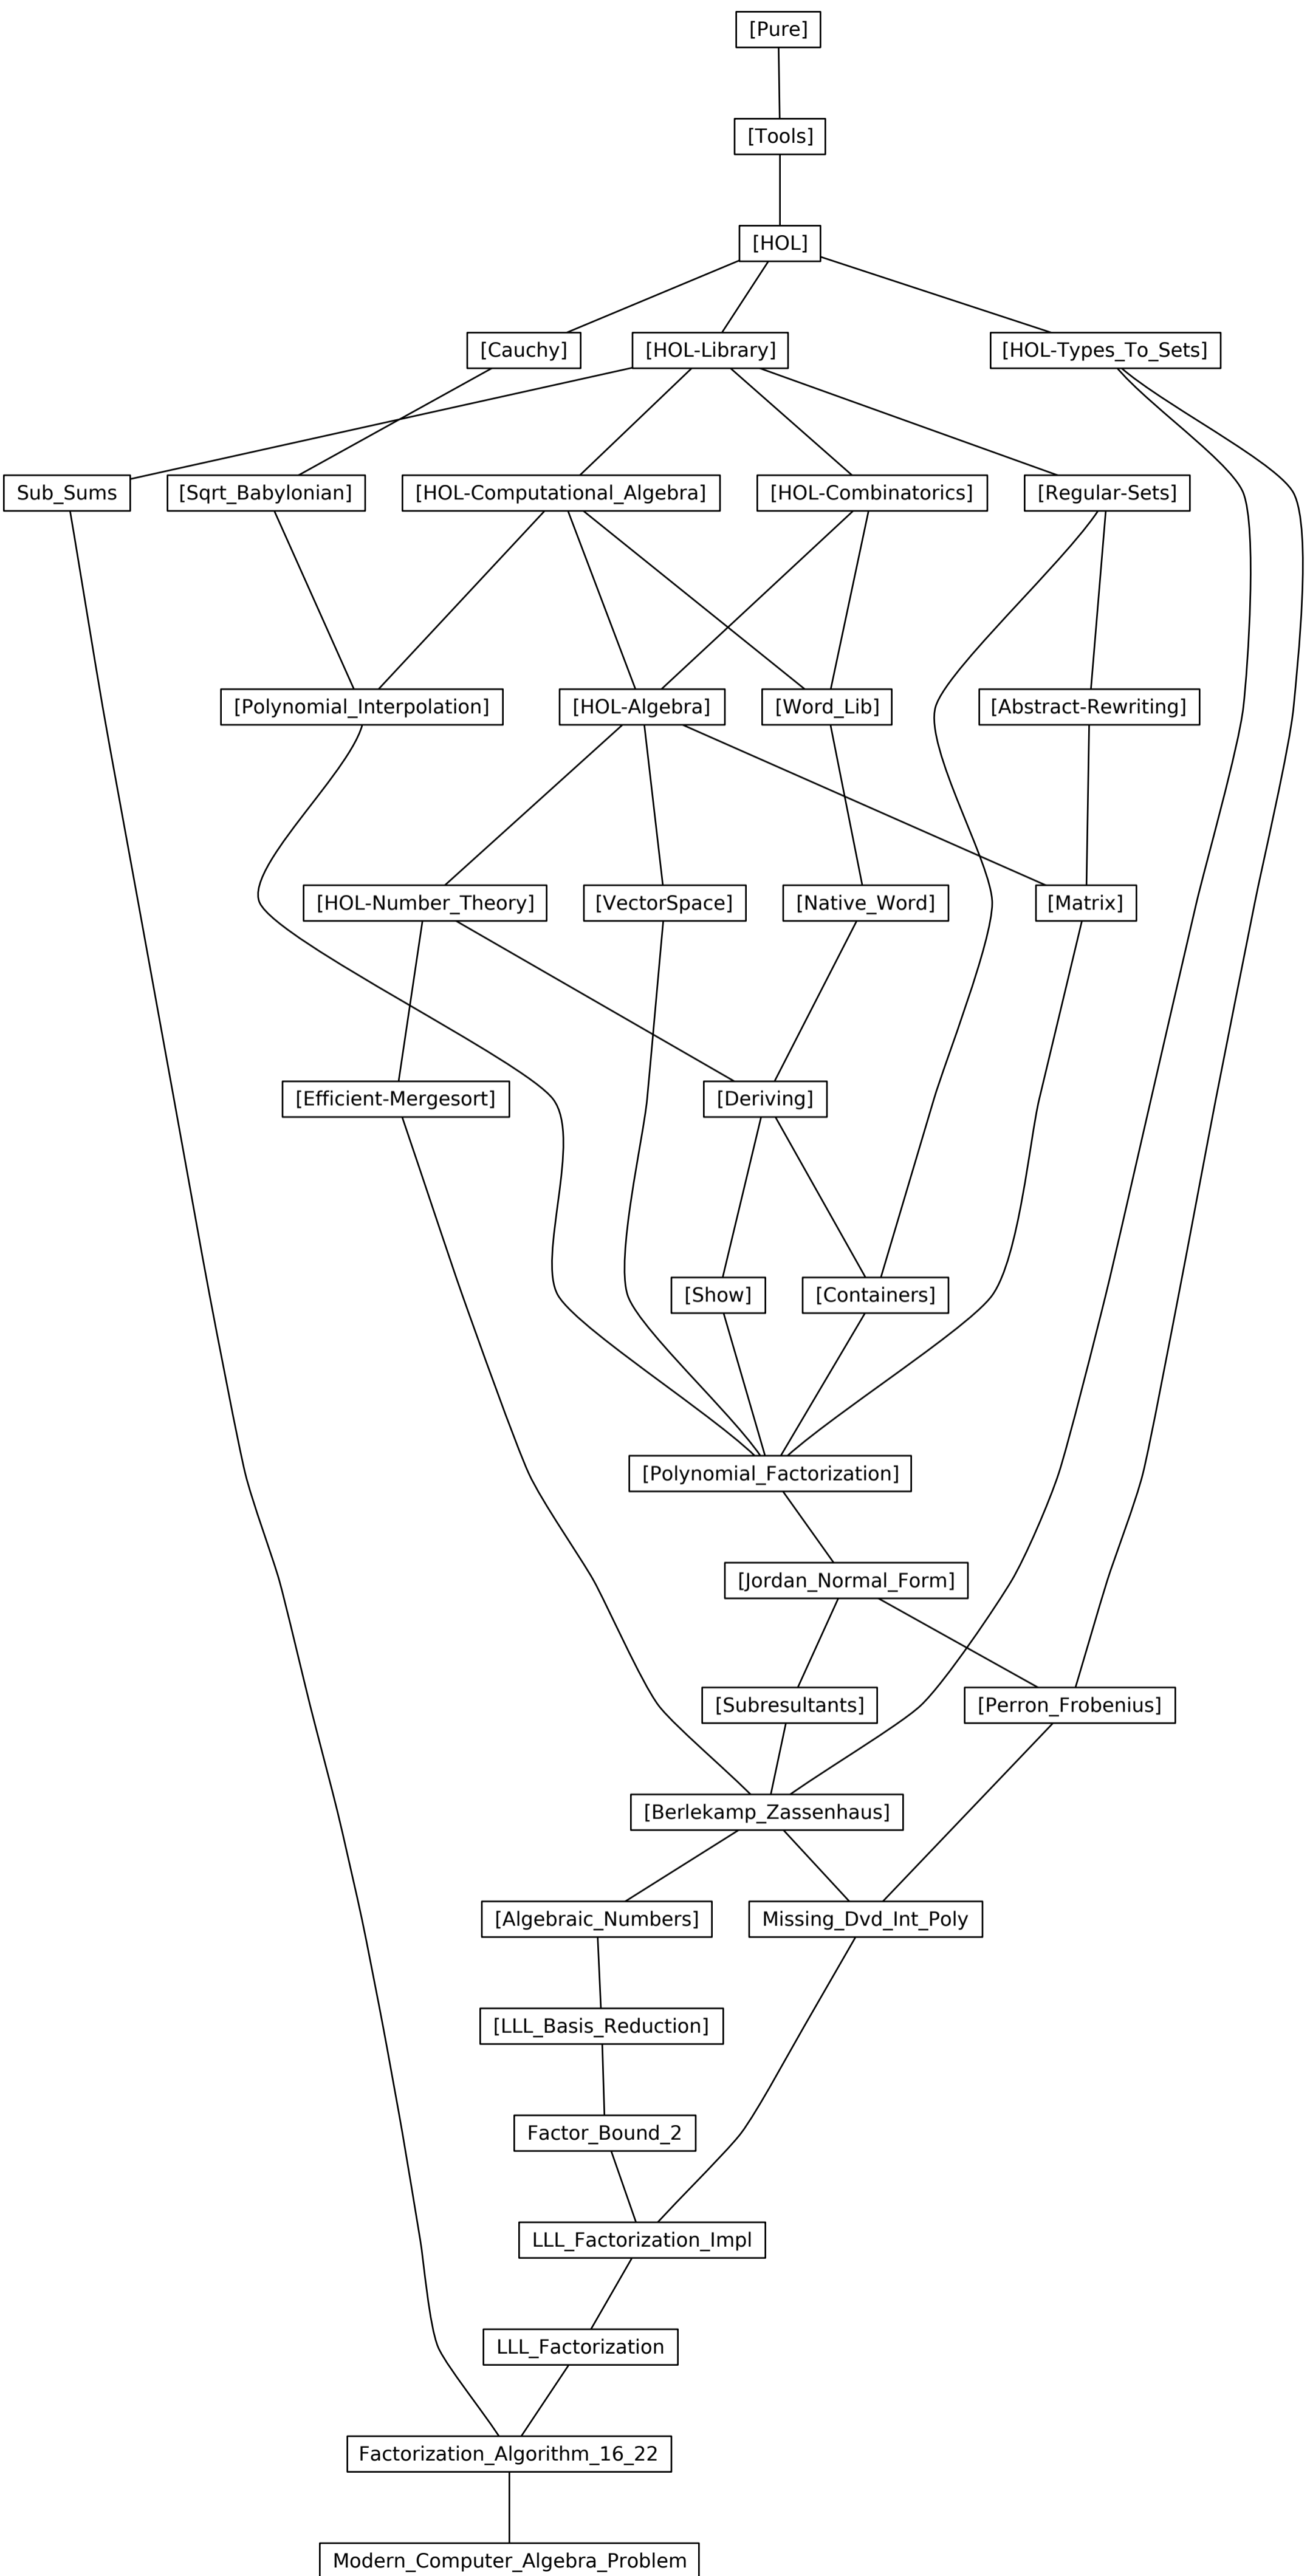 [Pure]
[Tools]
[HOL]
[Cauchy]
[HOL-Library]
[HOL-Types_To_Sets]
Sub_Sums
[Sqrt_Babylonian]
[HOL-Computational_Algebra]
[HOL-Combinatorics]
[Regular-Sets]
[Polynomial_Interpolation]
[HOL-Algebra]
[Word_Lib]
[Abstract-Rewriting]
[HOL-Number_Theory]
[VectorSpace]
[Native_Word]
[Matrix]
[Efficient-Mergesort]
[Deriving]
[Show]
[Containers]
[Polynomial_Factorization]
[Jordan_Normal_Form]
[Subresultants]
[Perron_Frobenius]
[Berlekamp_Zassenhaus]
[Algebraic_Numbers]
Missing_Dvd_Int_Poly
[LLL_Basis_Reduction]
Factor_Bound_2
LLL_Factorization_Impl
LLL_Factorization
Factorization_Algorithm_16_22
Modern_Computer_Algebra_Problem